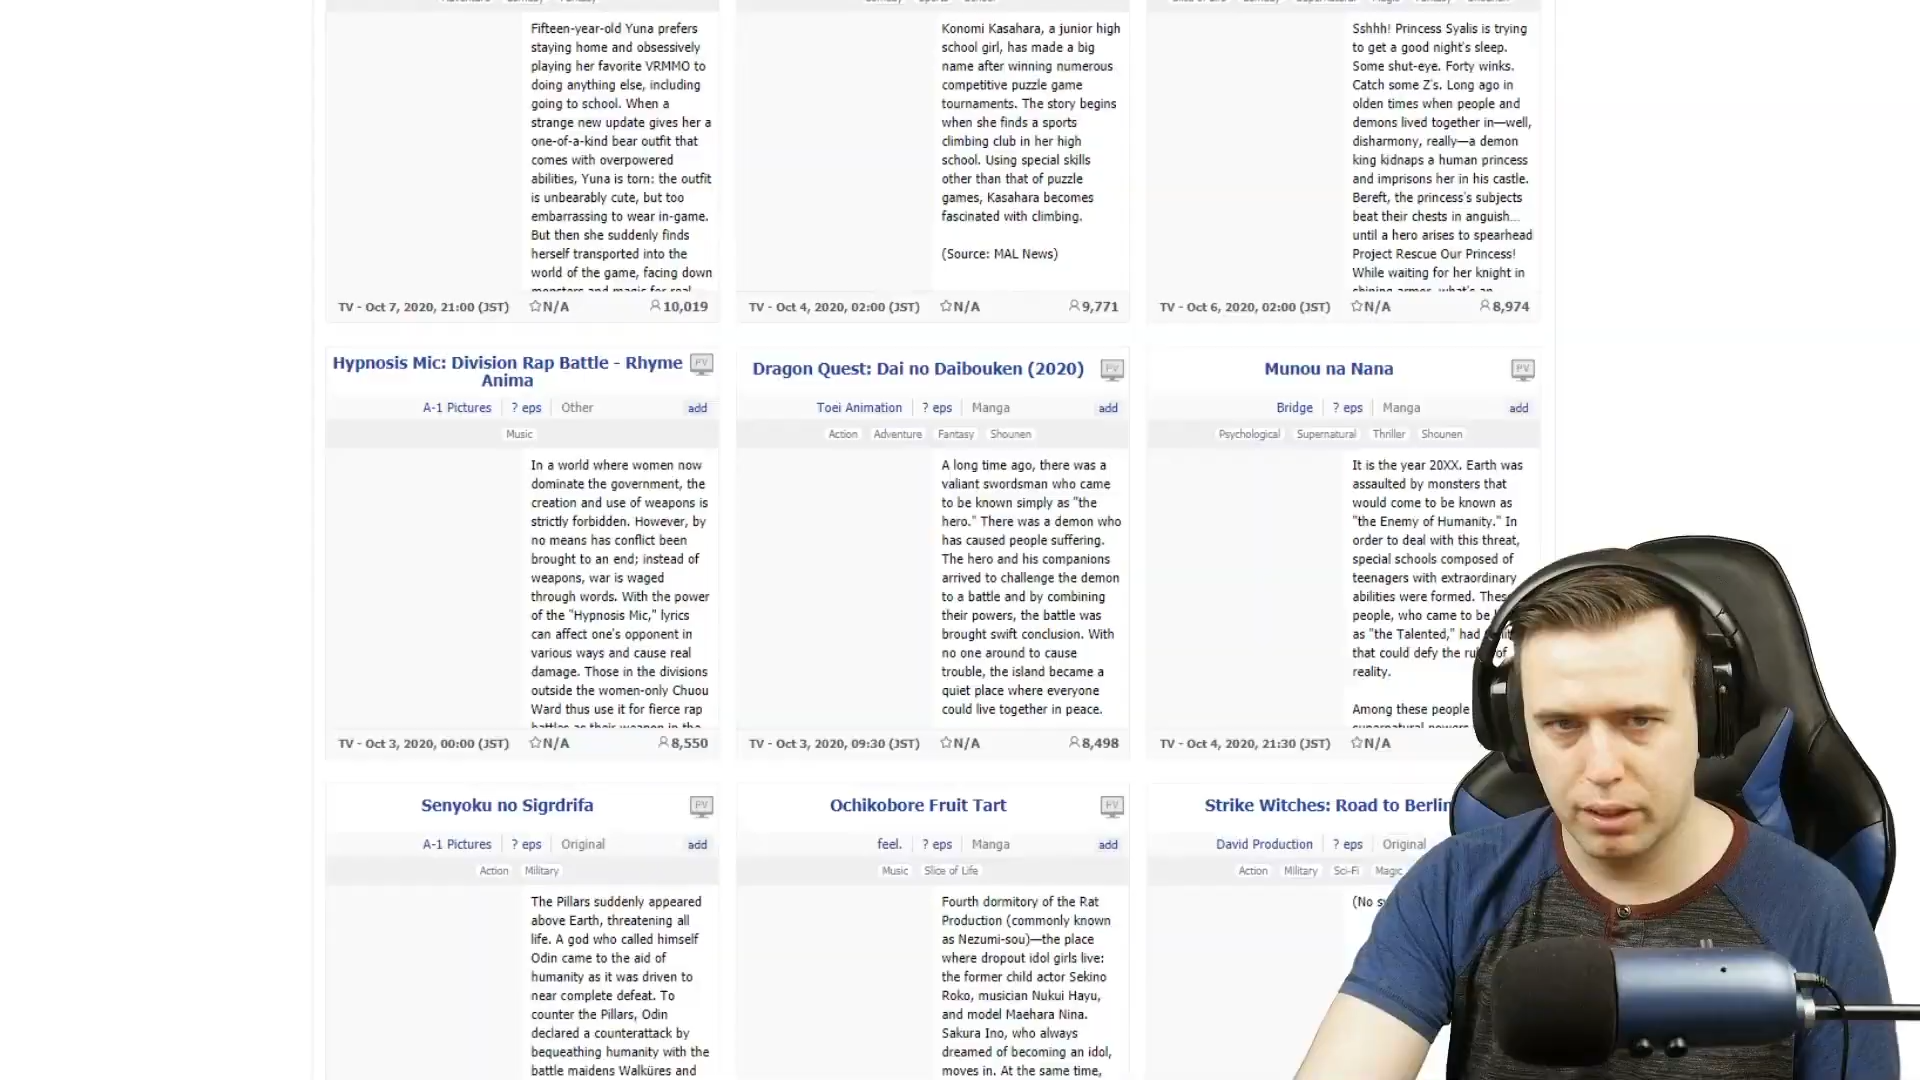 Fifteen-year-old Yuna prefers
staying home and obsessively
playing her favorite VRMMO to
doing anything else, including
going to school. When a
strange new update gives her a
one-of-a-kind bear outfit that
comes with overpowered
abilities, Yuna is torn: the outfit
is unbearably cute, but too
embarrassing to wear in-game.
But then she suddenly finds
herself transported into the
world of the game, facing down
monsters and magic for real
TV - Oct 7, 2020, 21:00 (JST) N/A 10,019
Konomi Kasahara, a junior high
school girl, has made a big
name after winning numerous
competitive puzzle game
tournaments. The story begins
when she finds a sports
climbing club in her high
school. Using special skills
other than that of puzzle
games, Kasahara becomes
fascinated with climbing.
(Source: MAL News)
TV - Oct 4, 2020, 02:00 (JST) N/A 9,771
Sshhh! Princess Syalis is trying
to get a good night's sleep.
Some shut-eye. Forty winks.
Catch some Z's. Long ago in
olden times when people and
demons lived together in—well,
disharmony, really—a demon
king kidnaps a human princess
and imprisons her in his castle.
Bereft, the princess's subjects
beat their chests in anguish...
until a hero arises to spearhead
Project Rescue Our Princess!
While waiting for her knight in
shining armor, what's an
TV - Oct 6, 2020, 02:00 (JST) N/A 8,974
Hypnosis Mic: Division Rap Battle - Rhyme PV
Anima
A-1 Pictures ? eps Other add
Music
In a world where women now
dominate the government, the
creation and use of weapons is
strictly forbidden. However, by
no means has conflict been
brought to an end; instead of
weapons, war is waged
through words. With the power
of the "Hypnosis Mic," lyrics
can affect one's opponent in
various ways and cause real
damage. Those in the divisions
outside the women-only Chuou
Ward thus use it for fierce rap
battles as their weapon in the
TV - Oct 3, 2020, 00:00 (JST) N/A 8,550
Dragon Quest: Dai no Daibouken (2020) PV
Toei Animation ? eps Manga add
Action Adventure Fantasy Shounen
A long time ago, there was a
valiant swordsman who came
to be known simply as "the
hero." There was a demon who
has caused people suffering.
The hero and his companions
arrived to challenge the demon
to a battle and by combining
their powers, the battle was
brought swift conclusion. With
no one around to cause
trouble, the island became a
quiet place where everyone
could live together in peace.
TV - Oct 3, 2020, 09:30 (JST) N/A 8,498
Munou na Nana PV
Bridge ? eps Manga add
Psychological Supernatural Thriller Shounen
It is the year 20XX. Earth was
assaulted by monsters that
would come to be known as
"the Enemy of Humanity." In
order to deal with this threat,
special schools composed of
teenagers with extraordinary
abilities were formed. These
people, who came to be
as "the Talented," had
that could defy the of
reality.
Among these people
supernatural powers
TV - Oct 4, 2020, 21:30 (JST) N/A
Senyoku no Sigrdrifa PV
A-1 Pictures ? eps Original add
Action Military
The Pillars suddenly appeared
above Earth, threatening all
life. A god who called himself
Odin came to the aid of
humanity as it was driven to
near complete defeat. To
counter the Pillars, Odin
declared a counterattack by
bequeathing humanity with the
battle maidens Walküres and
Ochikobore Fruit Tart PV
feel. ? eps Manga add
Music Slice of Life
Fourth dormitory of the Rat
Production (commonly known
as Nezumi-sou)—the place
where dropout idol girls live:
the former child actor Sekino
Roko, musician Nukui Hayu,
and model Maehara Nina.
Sakura Ino, who always
dreamed of becoming an idol,
moves in. At the same time,
Strike Witches: Road to Berlin
David Production ? eps Original
Action Military Sci-Fi Magic
(No